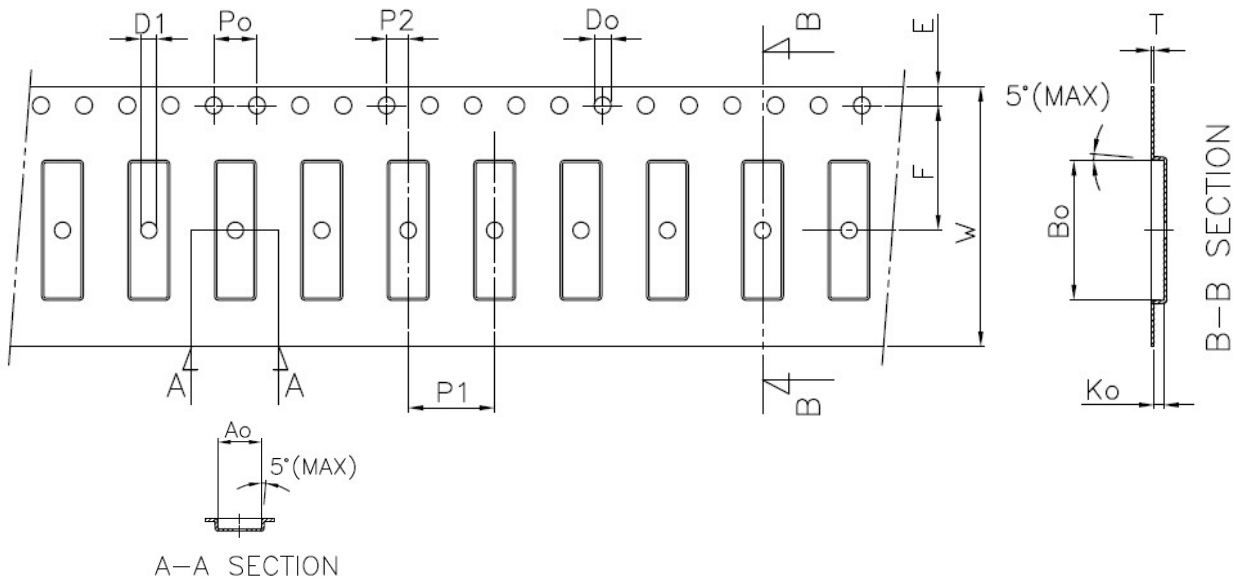 D1
Po
P2
Do
B
E
T
5°(MAX)
F
W
Bo
B-B SECTION
A
A
P1
B
Ko
Ao
5°(MAX)
A-A SECTION